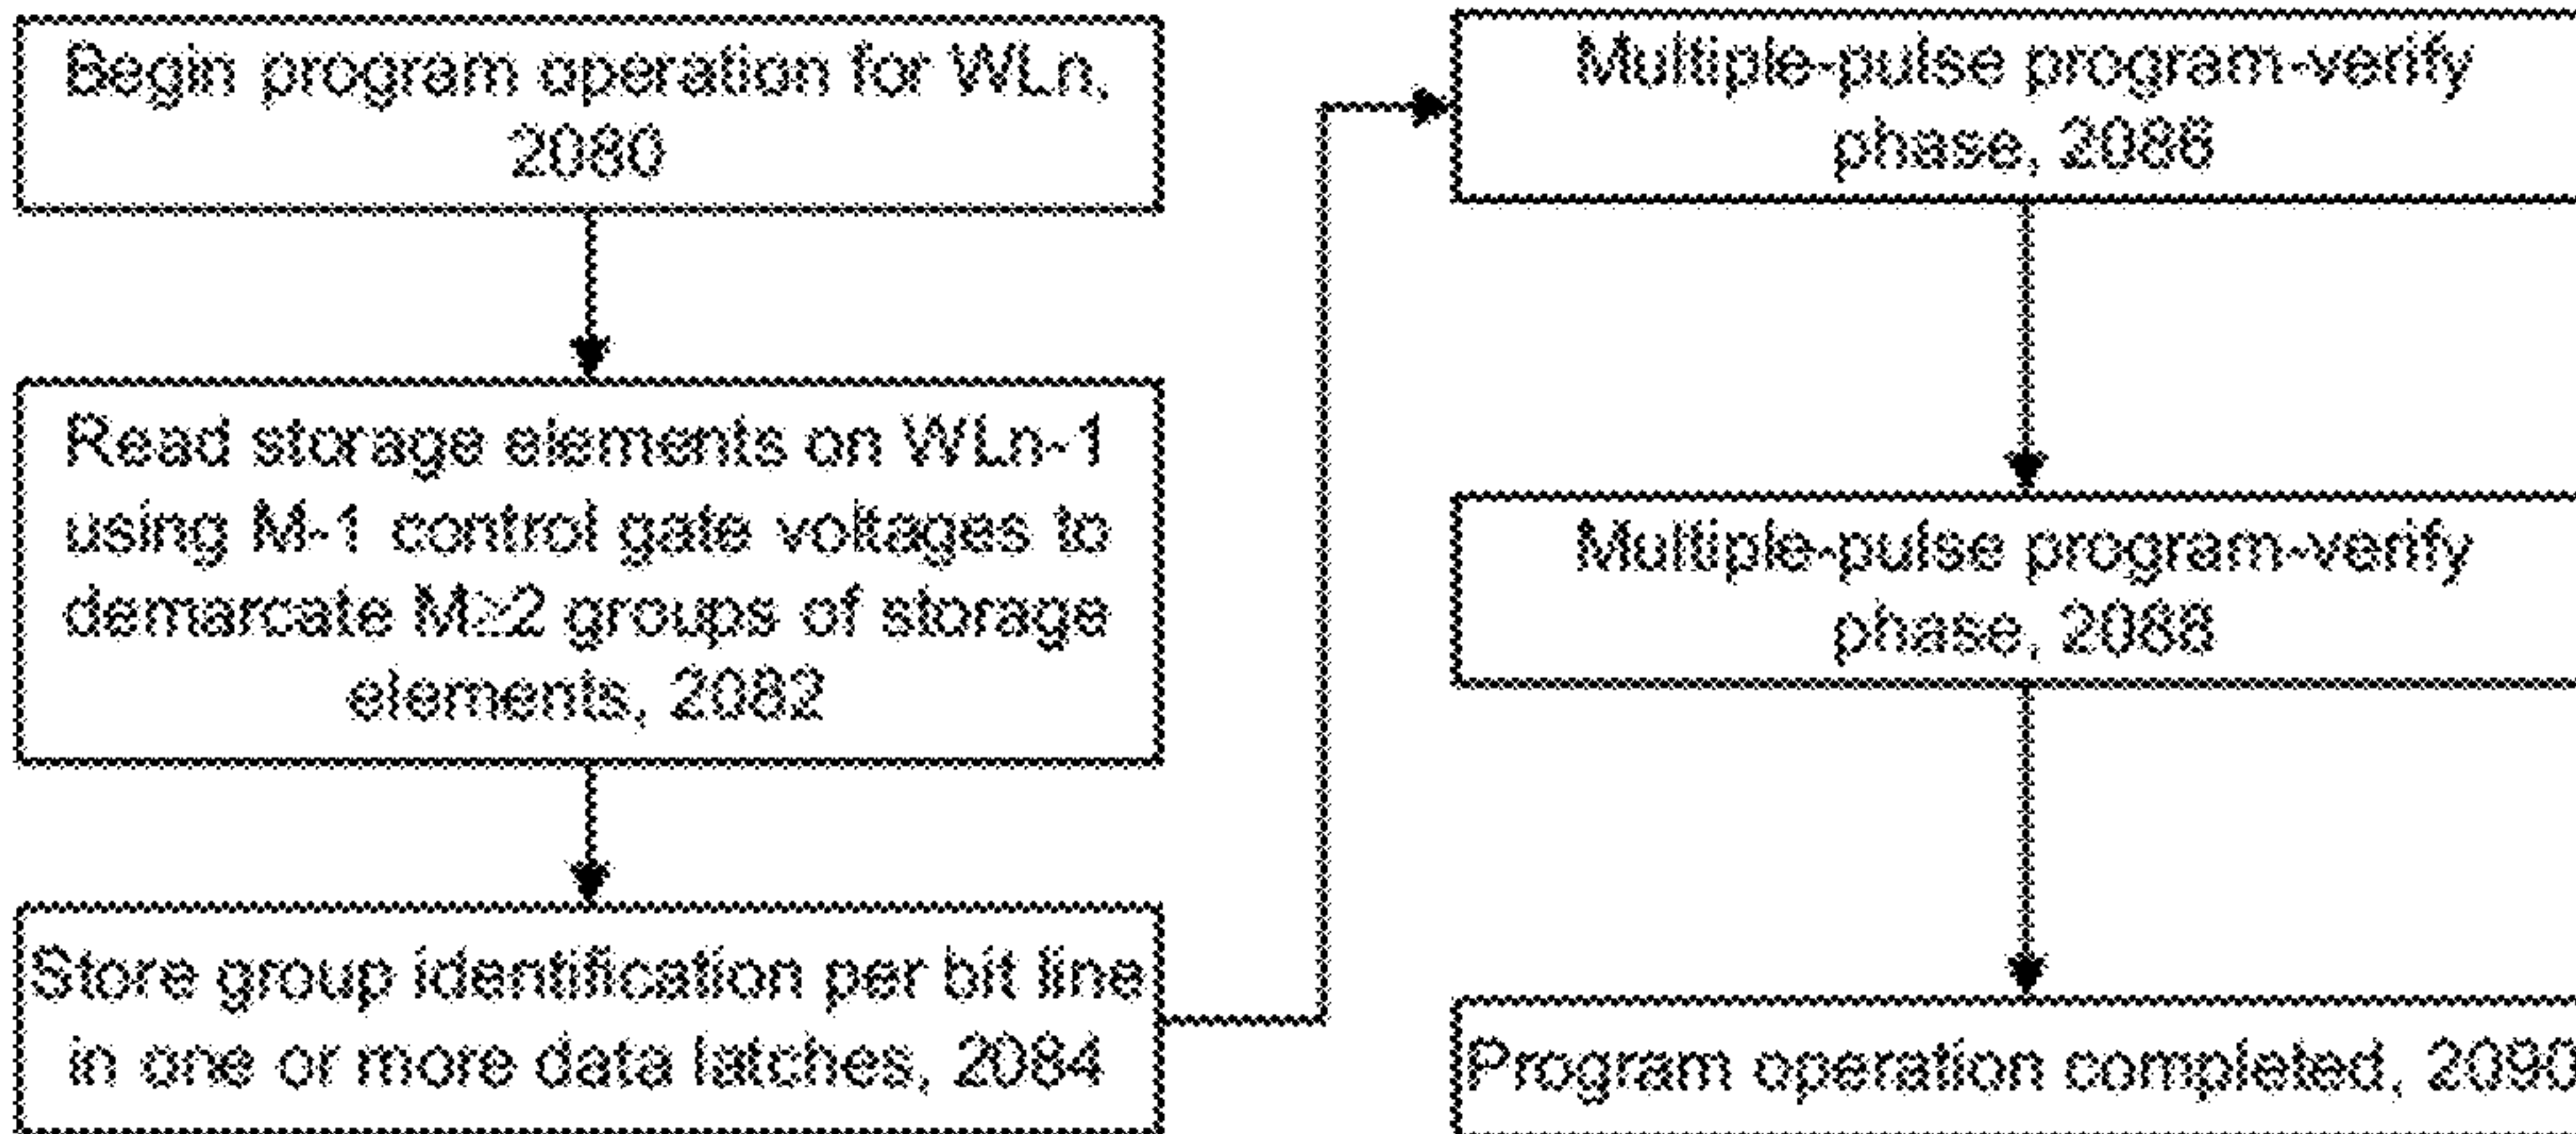 Begin program operation for WLn,
2080
Read storage elements on WLn-1
using M-1 control gate voltages to
demarcate M≥2 groups of storage
elements, 2082
Store group identification per bit line
in one or more data latches, 2084
Multiple-pulse program-verify
phase, 2086
Multiple-pulse program-verify
phase, 2088
Program operation completed, 2090